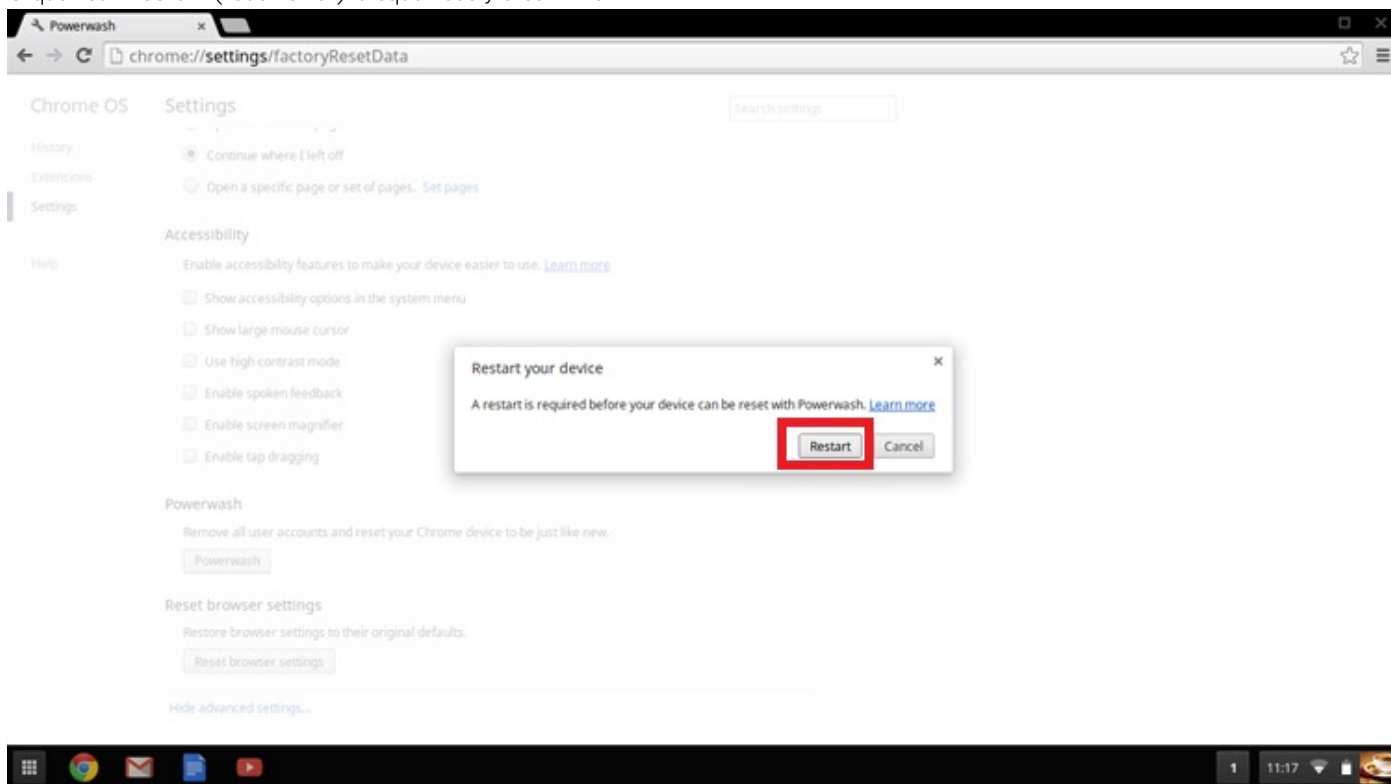 Powerwash
chrome://settings/factoryResetData
Chrome OS
Settings
Search settings
History
Extensions
Settings
Help
Continue where I left off
Open a specific page or set of pages. Set pages
Accessibility
Enable accessibility features to make your device easier to use. Learn more
Show accessibility options in the system menu
Show large mouse cursor
Use high contrast mode
Enable spoken feedback
Enable screen magnifier
Enable tap dragging
Restart your device
A restart is required before your device can be reset with Powerwash. Learn more
Restart Cancel
Powerwash
Remove all user accounts and reset your Chrome device to be just like new.
Powerwash
Reset browser settings
Restore browser settings to their original defaults.
Reset browser settings
Hide advanced settings...
1 11:17